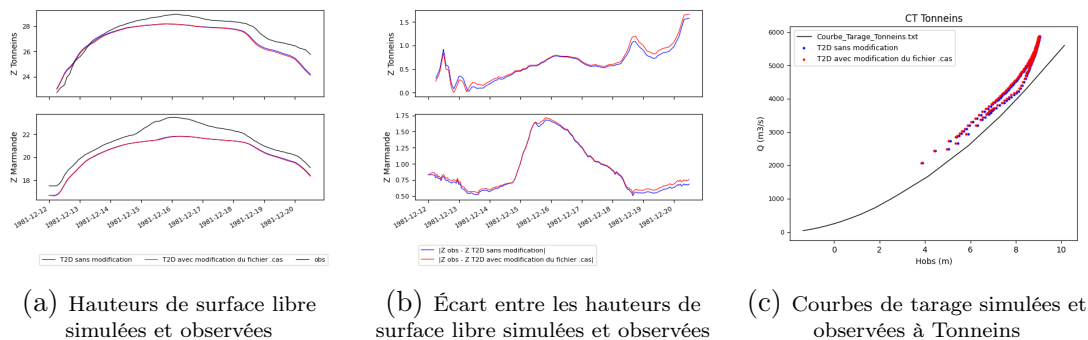 Z Tonneins
28
26
24
Z Marmande
22
20
18
1981-12-12
1981-12-13
1981-12-14
1981-12-15
1981-12-16
1981-12-17
1981-12-18
1981-12-19
1981-12-20
T2D sans modification
T2D avec modification du fichier .cas
obs
(a) Hauteurs de surface libre
simulées et observées
Z Tonneins
1.5
1.0
0.5
0.0
Z Marmande
1.75
1.50
1.25
1.00
0.75
0.50
1981-12-12
1981-12-13
1981-12-14
1981-12-15
1981-12-16
1981-12-17
1981-12-18
1981-12-19
1981-12-20
|Z obs - Z T2D sans modification|
|Z obs - Z T2D avec modification du fichier .cas|
(b) Écart entre les hauteurs de
surface libre simulées et observées
CT Tonneins
Courbe_Tarage_Tonneins.txt
T2D sans modification
T2D avec modification du fichier .cas
Q (m3/s)
6000
5000
4000
3000
2000
1000
0
0 2 4 6 8 10
Hobs (m)
(c) Courbes de tarage simulées et
observées à Tonneins